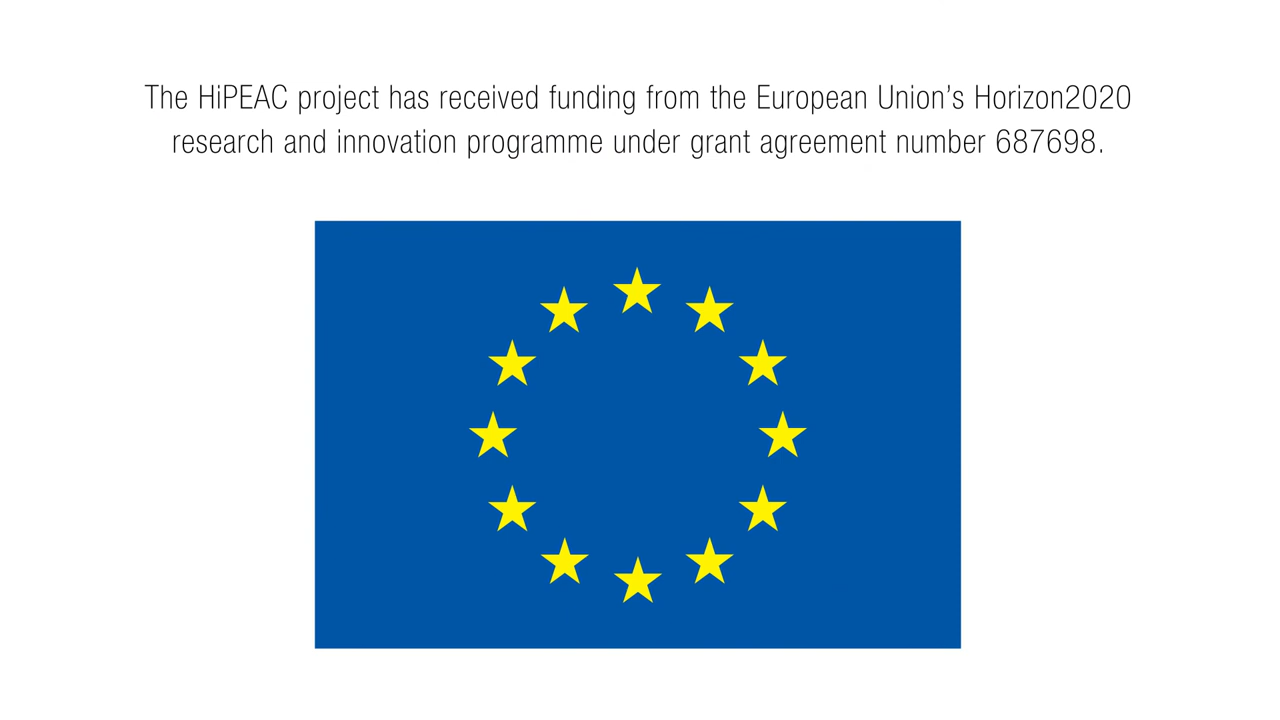 The HiPEAC project has received funding from the European Union's Horizon2020
research and innovation programme under grant agreement number 687698.